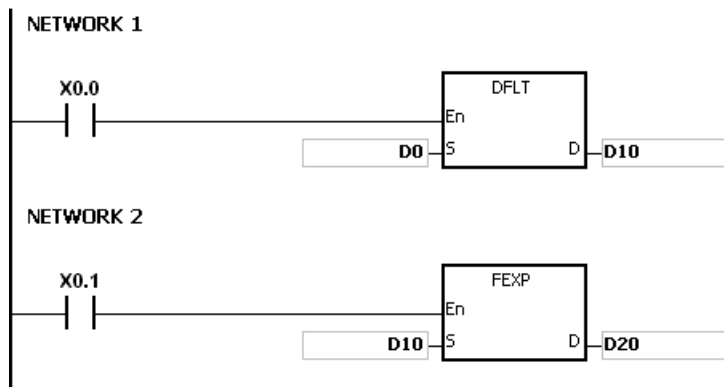 NETWORK 1
X0.0
DFLT
En
D0 S D D10
NETWORK 2
X0.1
FEXP
En
D10 S D D20